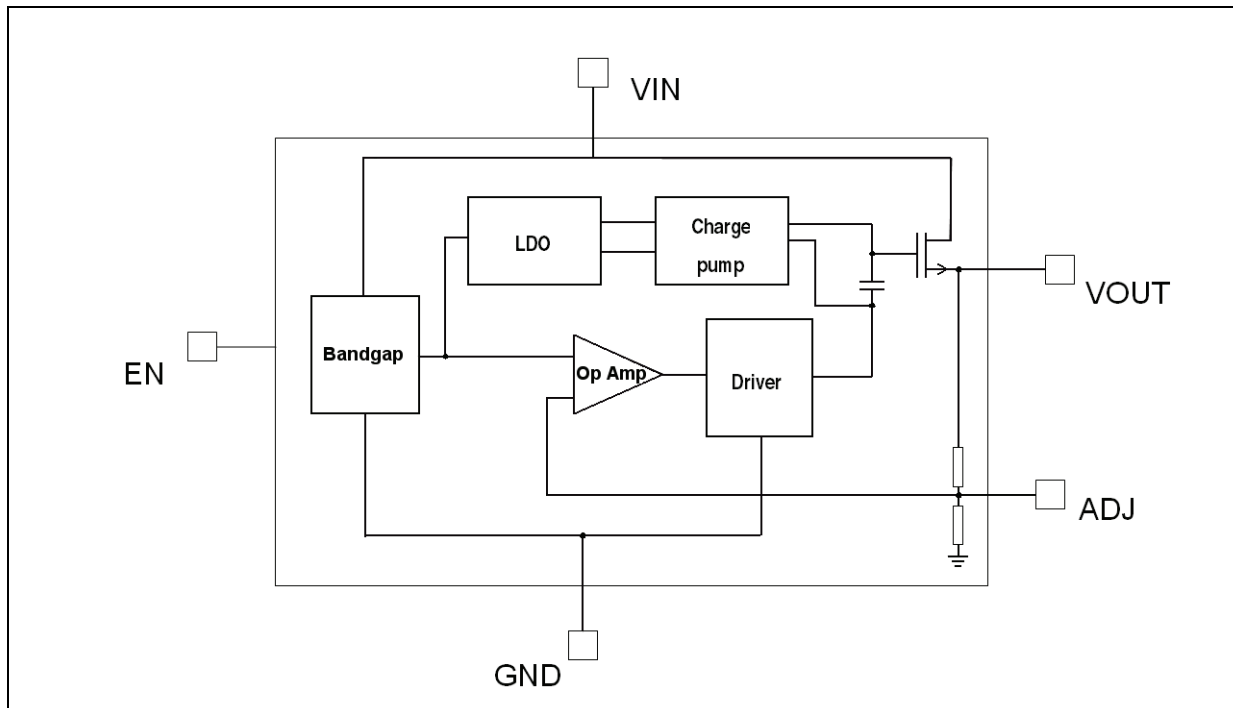 VIN
LDO
Charge
pump
VOUT
EN
Bandgap
Op Amp
Driver
ADJ
GND